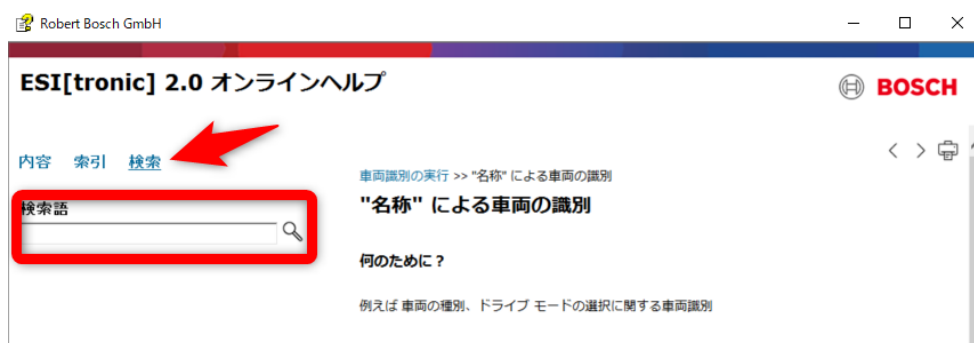 Robert Bosch GmbH
ESI[tronic] 2.0 オンラインヘルプ
BOSCH
内容 索引 検索
検索語
車両識別の実行 >> "名称" による車両の識別
"名称" による車両の識別
何のために?
例えば 車両の種別、ドライブ モードの選択に関する車両識別